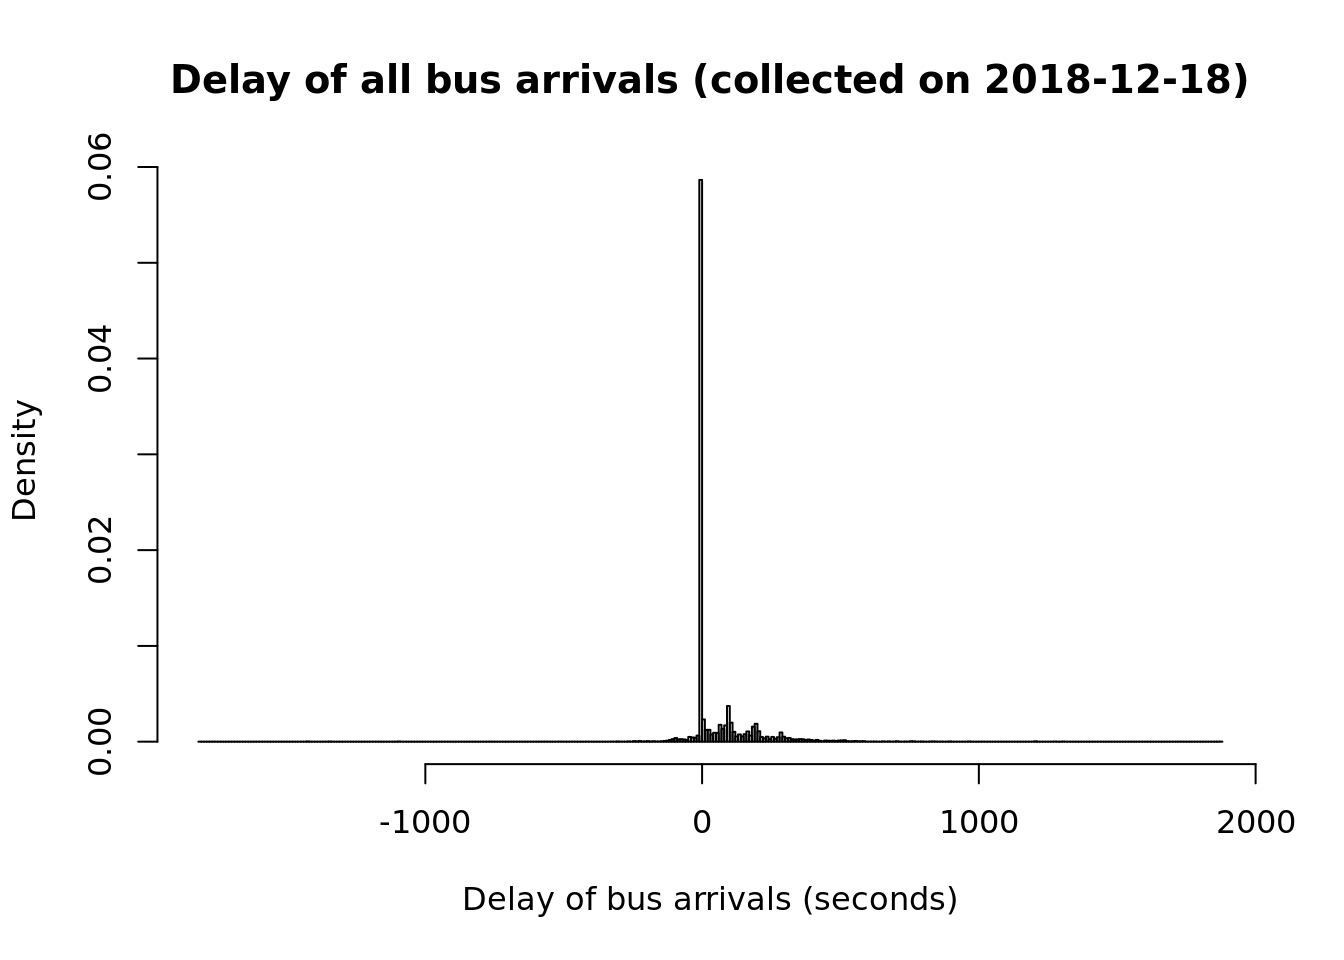 Delay of all bus arrivals (collected on 2018-12-18)
0.06
0.04
0.02
0.00
Density
-1000 0 1000 2000
Delay of bus arrivals (seconds)